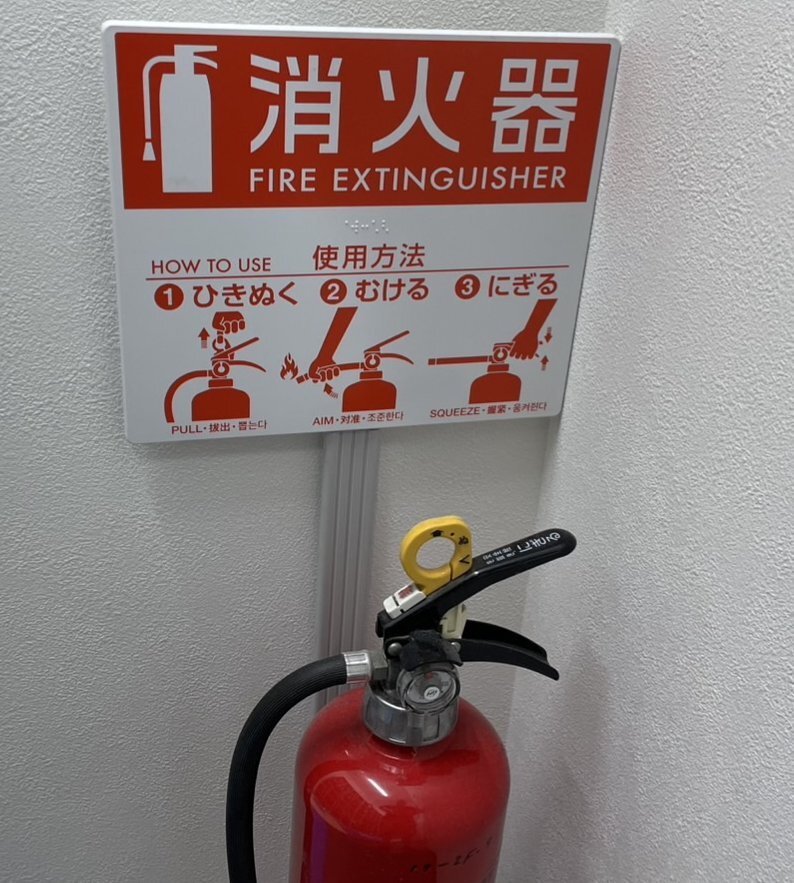 消火器
FIRE EXTINGUISHER
HOW TO USE 使用方法
1 ひきぬく 2 むける 3 にぎる
PULL・拔出・뽑는다 AIM・对准・조준한다 SQUEEZE・握紧・움켜쥔다